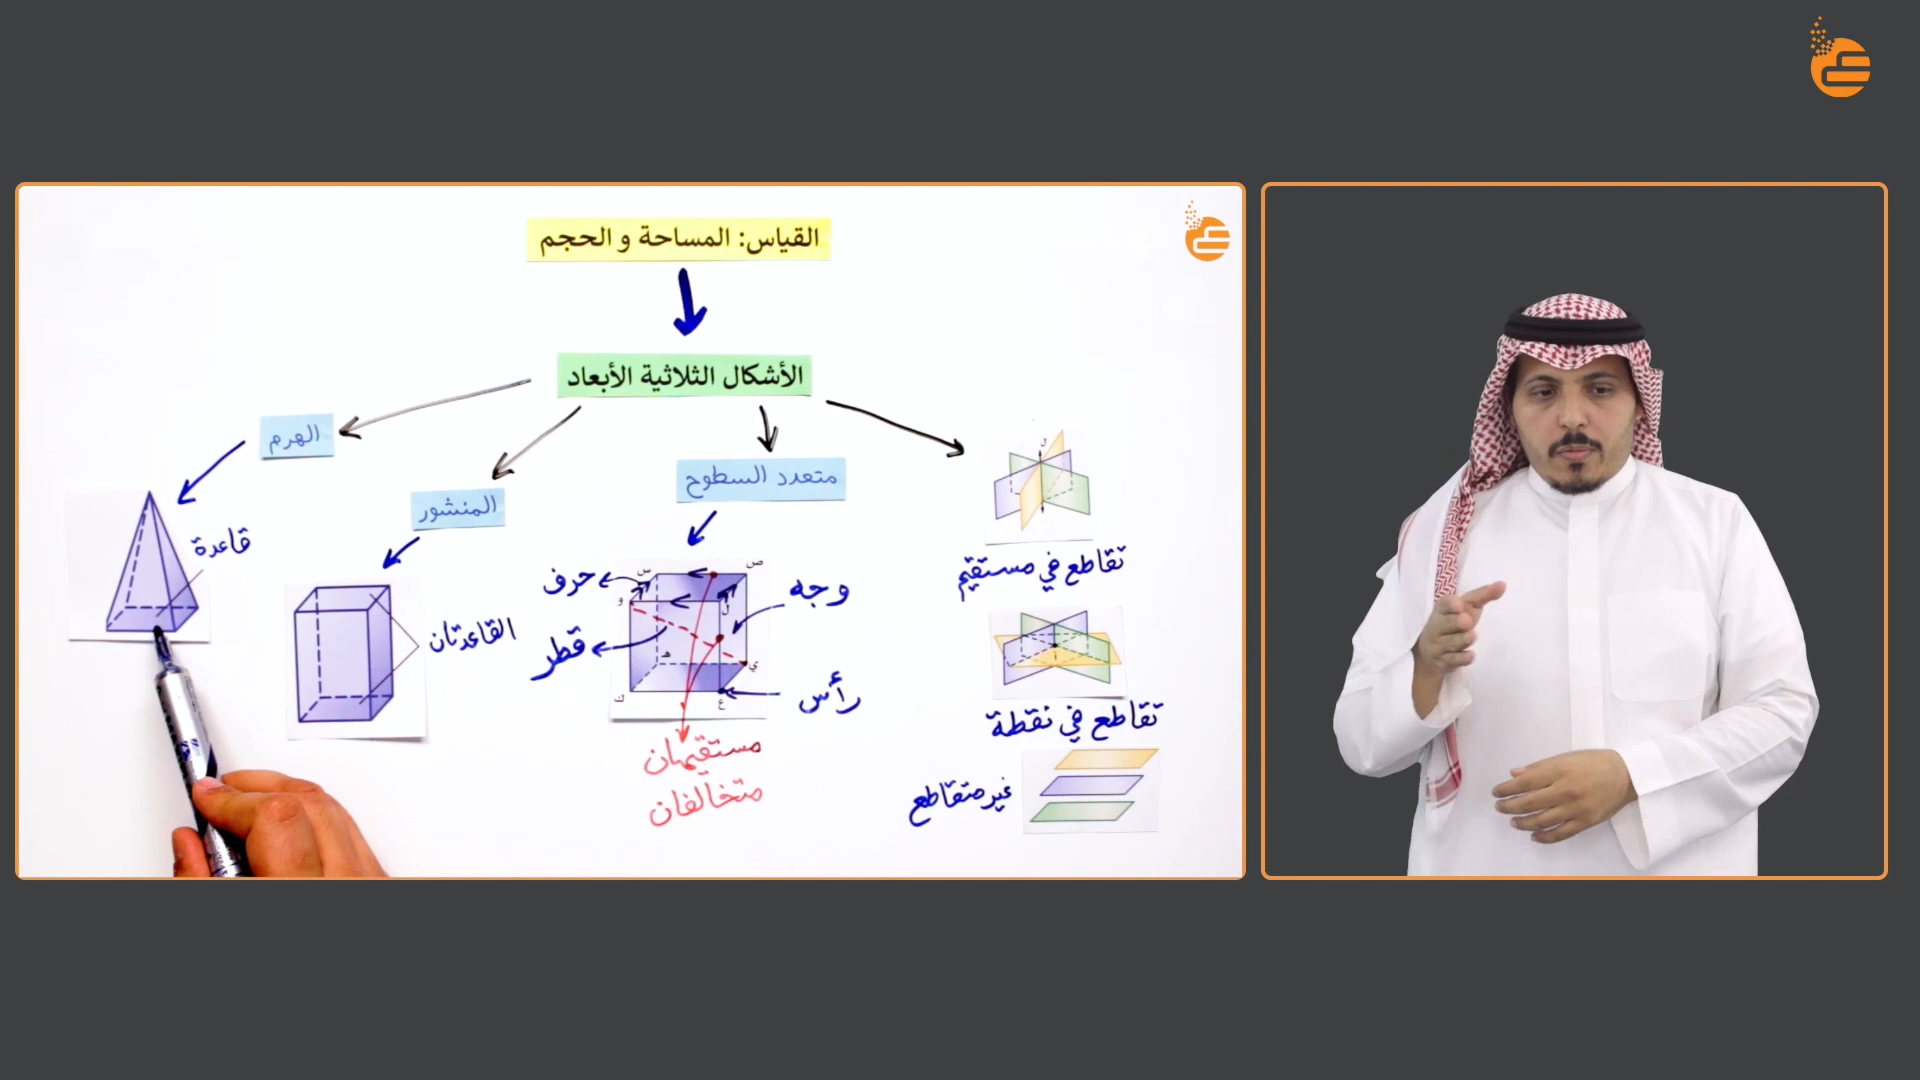 القياس: المساحة و الحجم
الأشكال الثلاثية الأبعاد
تقاطع في مستقيم
تقاطع في نقطة
غير متقاطع
متعدد السطوح
س
ص
و
ل
هـ
ي
ك
ع
حرف
وجه
قطر
رأس
مستقيمان
متخالفان
المنشور
القاعدتان
الهرم
قاعدة
ل